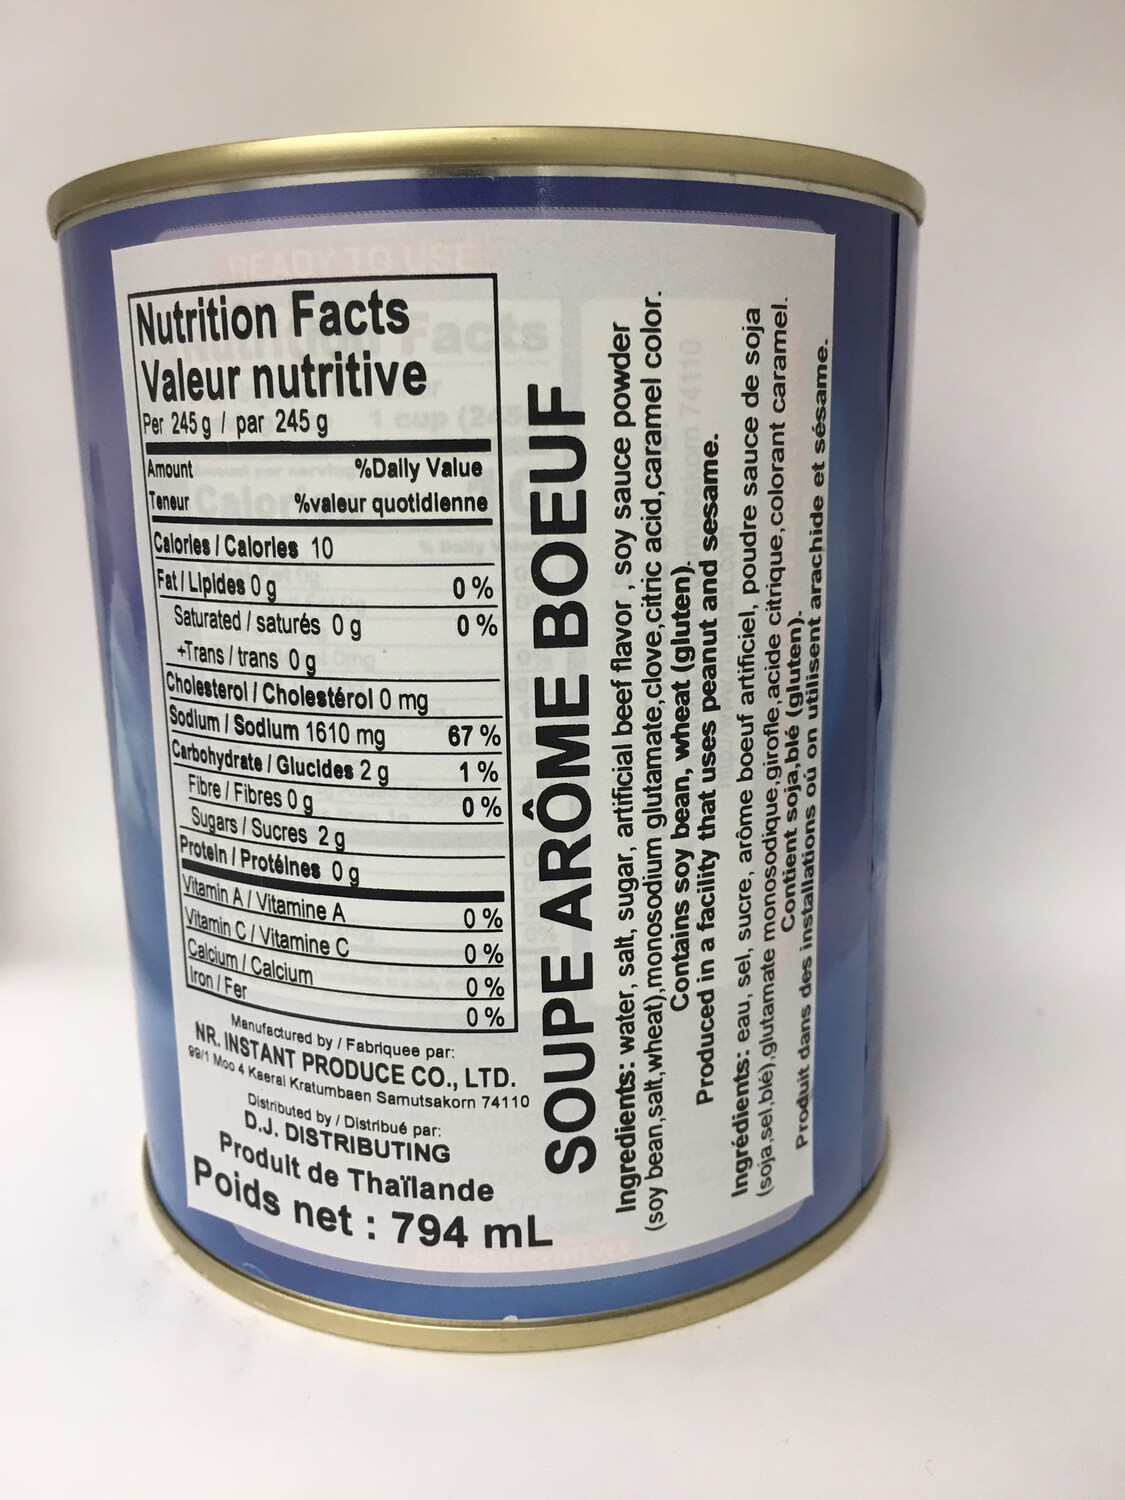 READY TO USE
Nutrition Facts
Valeur nutritive
Per 245 g / par 245 g
Amount %Daily Value
Teneur %valeur quotidienne
Calories / Calories 10
Fat / Lipides 0 g 0 %
Saturated / saturés 0 g 0 %
+Trans / trans 0 g
Cholesterol / Cholestérol 0 mg
Sodium / Sodium 1610 mg 67 %
Carbohydrate / Glucides 2 g 1 %
Fibre / Fibres 0 g 0 %
Sugars / Sucres 2 g
Protein / Protéines 0 g
Vitamin A / Vitamine A 0 %
Vitamin C / Vitamine C 0 %
Calcium / Calcium 0 %
Iron / Fer 0 %
Manufactured by / Fabriquee par:
NR. INSTANT PRODUCE CO., LTD.
99/1 Moo 4 Kaerai Kratumbaen Samutsakorn 74110
Distributed by / Distribué par:
D.J. DISTRIBUTING
Produit de Thaïlande
Poids net : 794 mL
SOUPE ARÔME BOEUF
Ingredients: water, salt, sugar, artificial beef flavor , soy sauce powder
(soy bean,salt,wheat),monosodium glutamate,clove,citric acid,caramel color.
Contains soy bean, wheat (gluten).
Produced in a facility that uses peanut and sesame.
Ingrédients: eau, sel, sucre, arôme boeuf artificiel, poudre sauce de soja
(soja,sel,blé),glutamate monosodique,girofle,acide citrique,colorant caramel.
Contient soja,blé (gluten).
Produit dans des installations où on utilisent arachide et sésame.